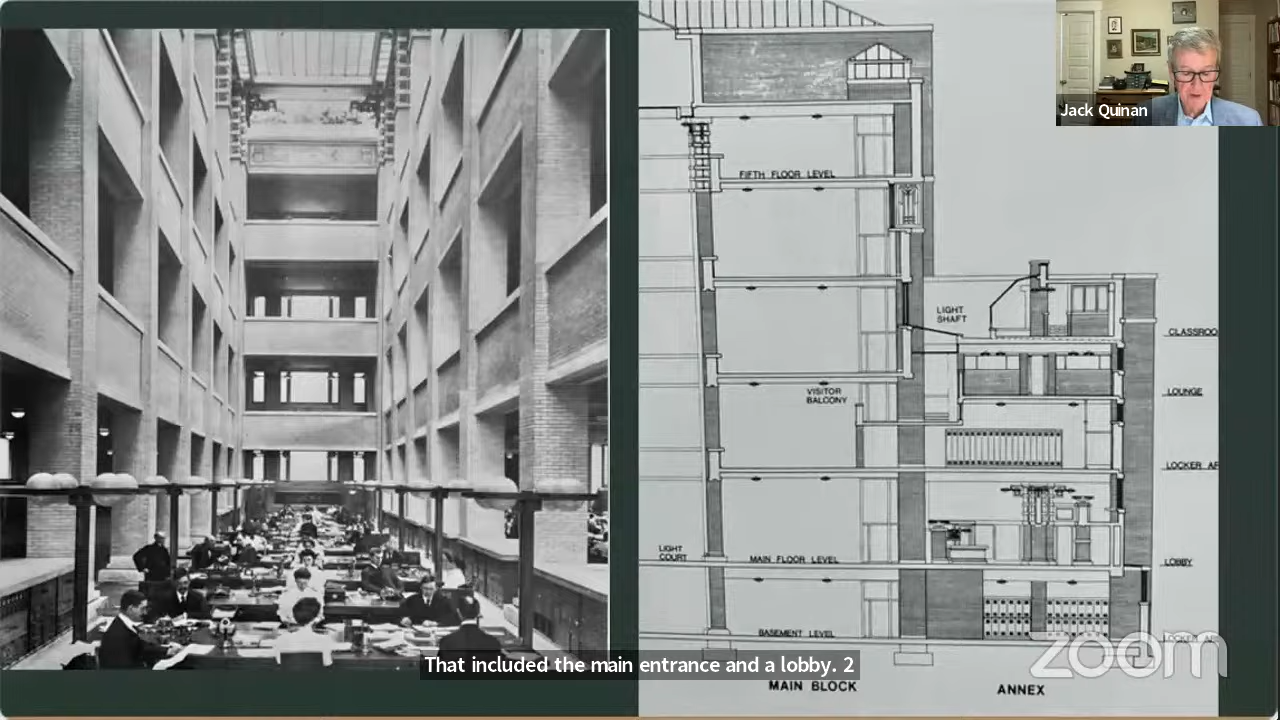 Jack Quinan
FIFTH FLOOR LEVEL
LIGHT
SHAFT
CLASSROO
VISITOR
BALCONY
LOUNGE
LOCKER AR
LIGHT
COURT
MAIN FLOOR LEVEL
LOBBY
BASEMENT LEVEL
zoom
That included the main entrance and a lobby. 2
MAIN BLOCK
ANNEX